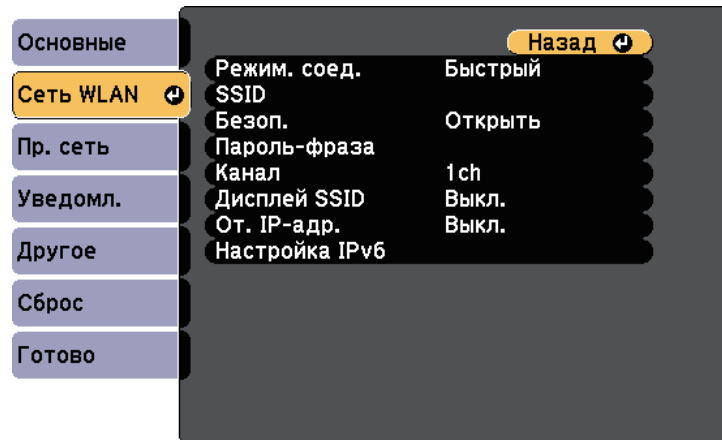 Основные
Сеть WLAN
Пр. сеть
Уведомл.
Другое
Сброс
Готово
Назад
Режим. соед. Быстрый
SSID
Безоп. Открыть
Пароль-фраза
Канал 1ch
Дисплей SSID Выкл.
От. IP-адр. Выкл.
Настройка IPv6